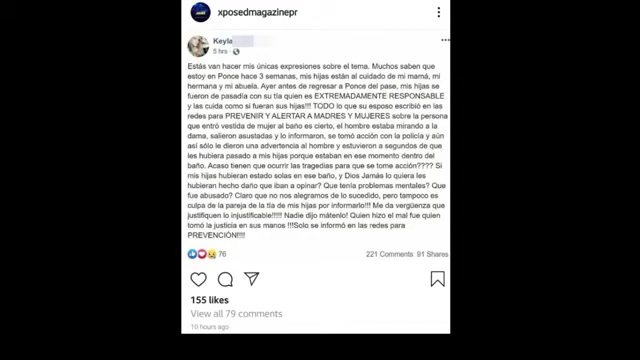 xposedmagazinepr
Keyla
5 hrs
Estás van hacer mis únicas expresiones sobre el tema. Muchos saben que
estoy en Ponce hace 3 semanas, mis hijas están al cuidado de mi mamá, mi
hermana y mi abuela. Ayer antes de regresar a Ponce del pase, mis hijas se
fueron de pasadía con su tía quien es EXTREMADAMENTE RESPONSABLE
y las cuida como si fueran sus hijas!!! TODO lo que su esposo escribió en las
redes para PREVENIR Y ALERTAR A MADRES Y MUJERES sobre la persona
que entró vestida de mujer al baño es cierto, el hombre estaba mirando a la
dama, salieron asustadas y lo informaron, se tomó acción con la policía y aún
así sólo le dieron una advertencia al hombre y estuvieron a segundos de que
les hubiera pasado a mis hijas porque estaban en ese momento dentro del
baño. Acaso tienen que ocurrir las tragedias para que se tome acción???? Si
mis hijas hubieran estado solas en ese baño, y Dios Jamás lo quiera les
hubieran hecho daño que iban a opinar? Que tenía problemas mentales? Que
fue abusado? Claro que no nos alegramos de lo sucedido, pero tampoco es
culpa de la pareja de la tía de mis hijas por informarlo!!! Me da vergüenza que
justifiquen lo injustificable!!!!! Nadie dijo mátenlo! Quien hizo el mal fue quien
tomó la justicia en sus manos !!!Solo se informó en las redes para
PREVENCIÓN!!!!
76
221 Comments 91 Shares
155 likes
View all 79 comments
10 hours ago